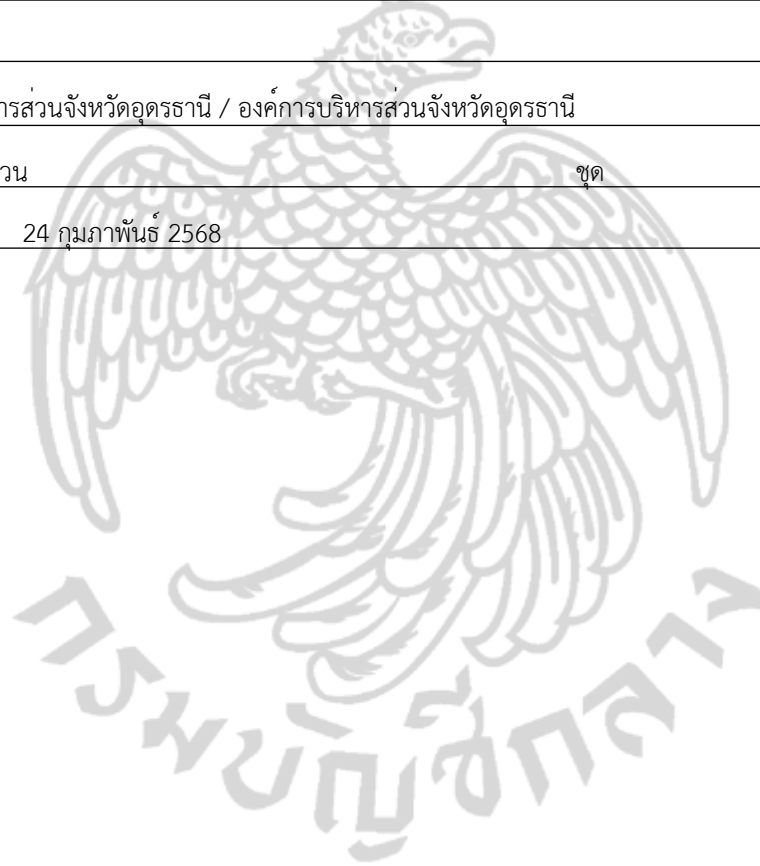 ารส่วนจังหวัดอุดรธานี / องค์การบริหารส่วนจังหวัดอุดรธานี
วน ชุด
24 กุมภาพันธ์ 2568
กรมบัญชีกลาง